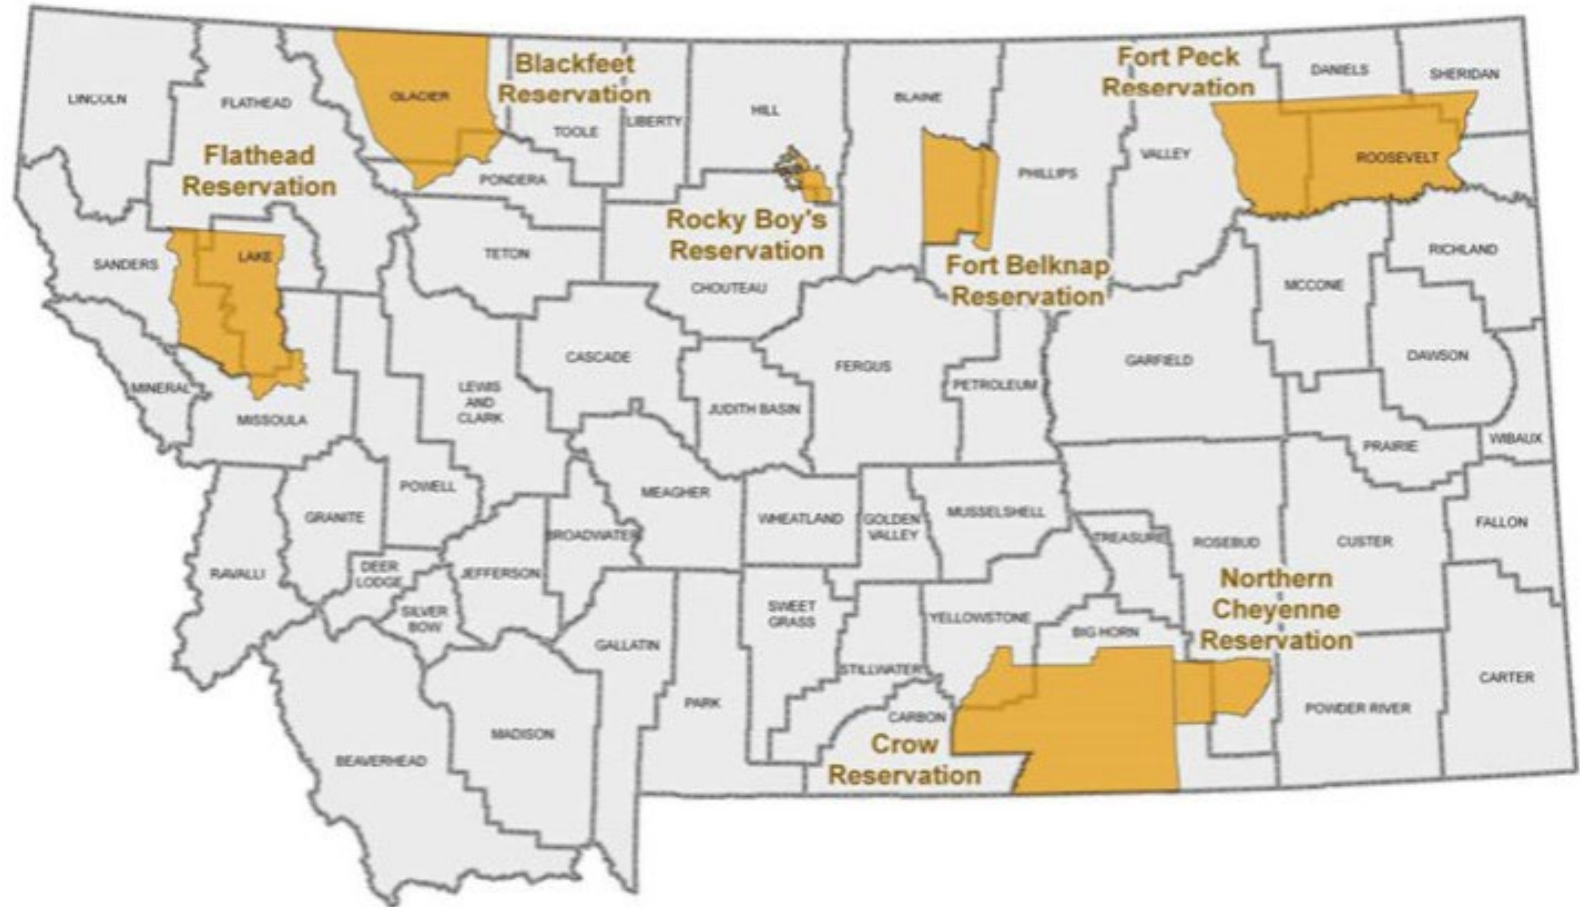 LINCOLN
FLATHEAD
GLACIER
Blackfeet
Reservation
TOOLE
LIBERTY
HILL
BLAINE
Fort Peck
Reservation
DANIELS
SHERIDAN
Flathead
Reservation
PONDERA
PHILLIPS
VALLEY
ROOSEVELT
Rocky Boy's
Reservation
SANDERS
LAKE
TETON
CHOUTEAU
Fort Belknap
Reservation
MCCONE
RICHLAND
MINERAL
MISSOULA
LEWIS
AND
CLARK
CASCADE
JUDITH BASIN
FERGUS
PETROLEUM
GARFIELD
DAWSON
PRAIRIE
WIBAUX
POWELL
GRANITE
MEAGHER
WHEATLAND
GOLDEN
VALLEY
MUSSELSHELL
TREASURE
ROSEBUD
CUSTER
FALLON
RAVALLI
DEER
LODGE
JEFFERSON
BROADWATER
SILVER
BOW
GALLATIN
SWEET
GRASS
YELLOWSTONE
BIG HORN
Northern
Cheyenne
Reservation
STILLWATER
PARK
CARBON
POWDER RIVER
CARTER
BEAVERHEAD
MADISON
Crow
Reservation